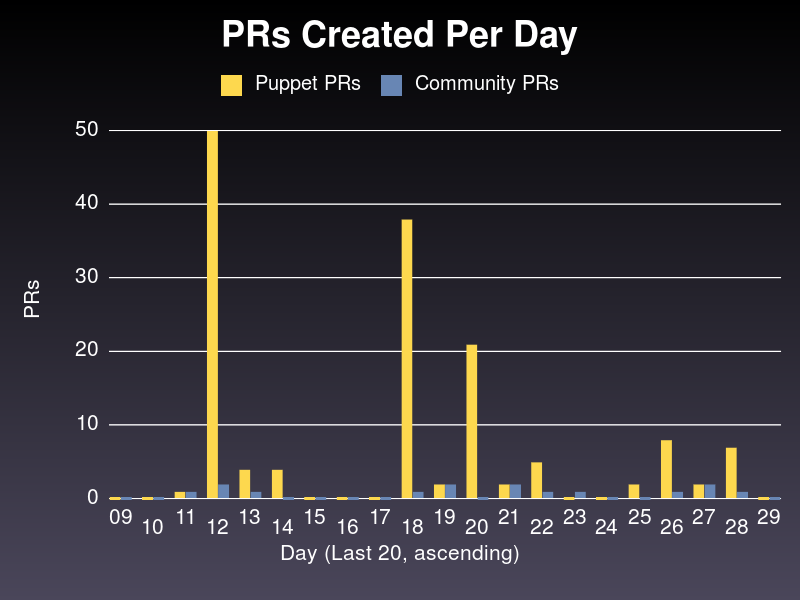 PRs Created Per Day
Puppet PRs Community PRs
50
40
30
20
10
0
PRs
09 10 11 12 13 14 15 16 17 18 19 20 21 22 23 24 25 26 27 28 29
Day (Last 20, ascending)